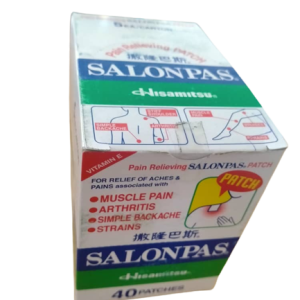 Pain Relieving PATCH
SALONPAS®
撒隆巴斯
Hisamitsu®
VITAMIN E
Pain Relieving SALONPAS® PATCH
FOR RELIEF OF ACHES &
PAINS associated with
PATCH
• MUSCLE PAIN
• ARTHRITIS
• SIMPLE BACKACHE
• STRAINS
撒隆巴斯
SALONPAS®
Hisamitsu®
40 PATCHES